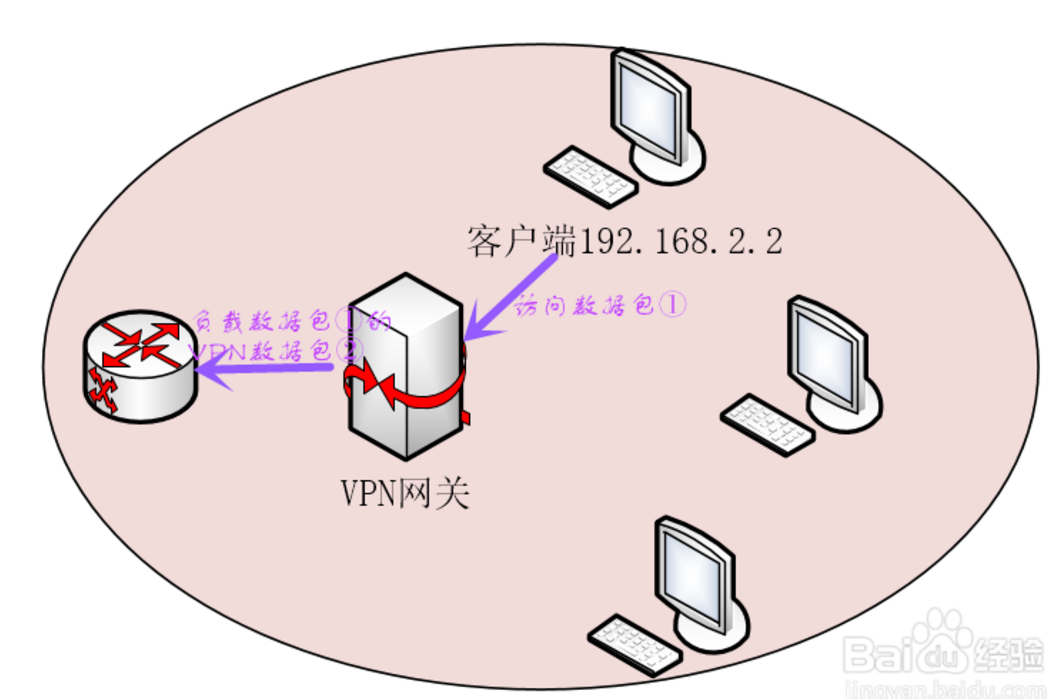 客户端192.168.2.2
访问数据包①
负载数据包①的
VPN数据包②
VPN网关
Baidu经验
jingyan.baidu.com